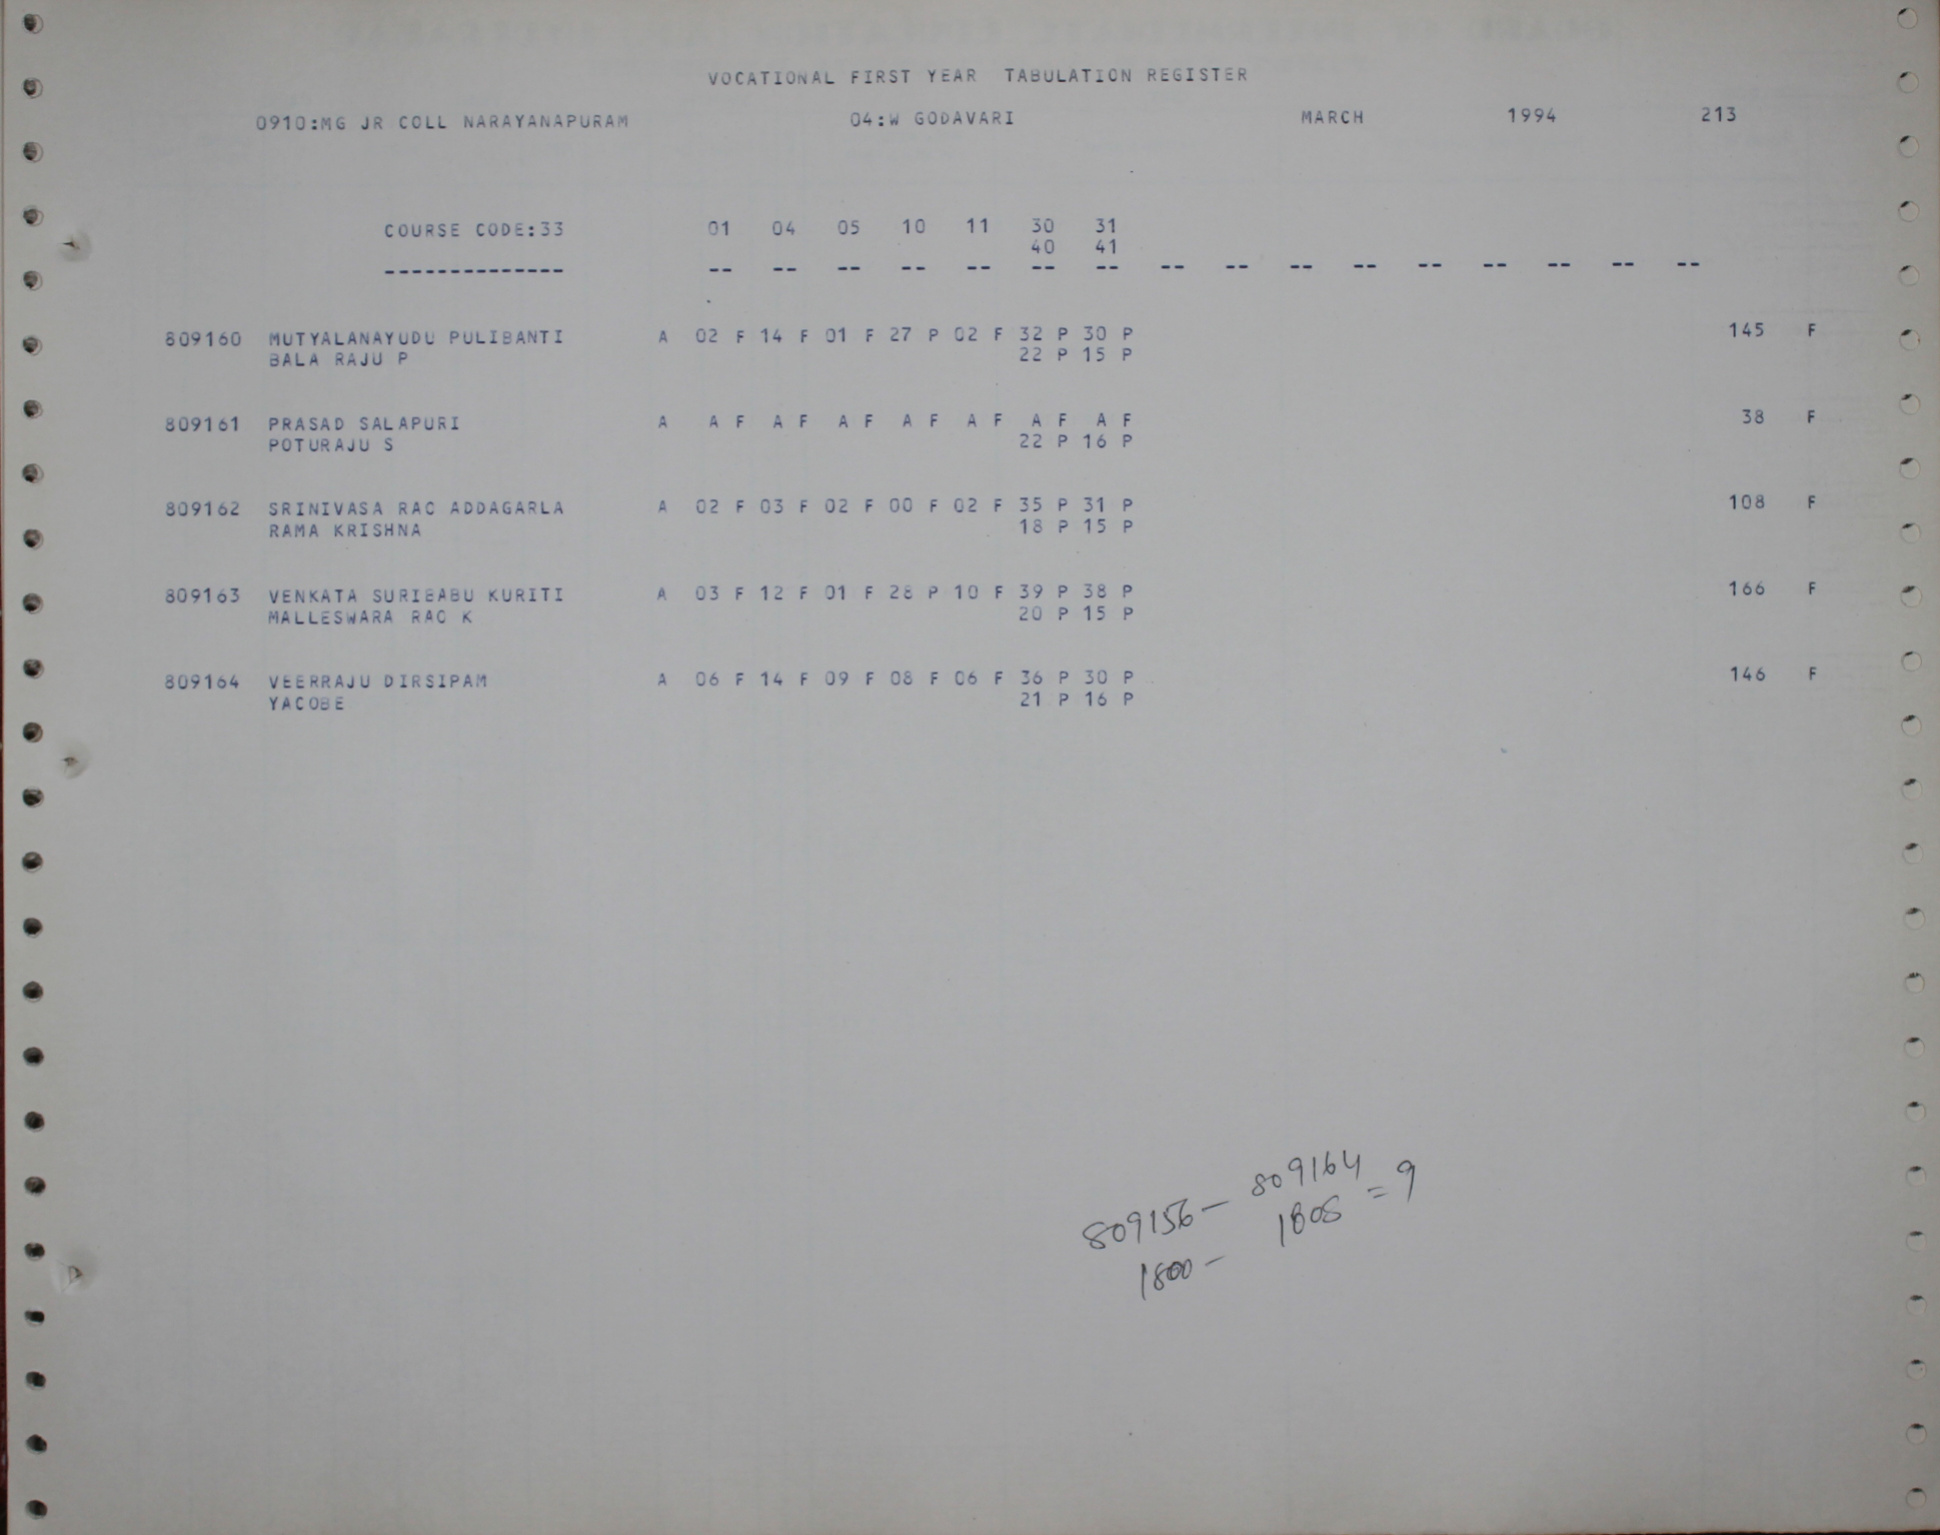 VOCATIONAL FIRST YEAR TABULATION REGISTER
0910:MG JR COLL NARAYANAPURAM 04:W GODAVARI MARCH 1994 213
COURSE CODE:33 01 04 05 10 11 30 31
40 41
-------------- -- -- -- -- -- -- -- -- -- -- -- -- -- -- -- --
809160 MUTYALANAYUDU PULIBANTI A 02 F 14 F 01 F 27 P 02 F 32 P 30 P 145 F
BALA RAJU P 22 P 15 P
809161 PRASAD SALAPURI A A F A F A F A F A F A F A F 38 F
POTURAJU S 22 P 16 P
809162 SRINIVASA RAO ADDAGARLA A 02 F 03 F 02 F 00 F 02 F 35 P 31 P 108 F
RAMA KRISHNA 18 P 15 P
809163 VENKATA SURIBABU KURITI A 03 F 12 F 01 F 28 P 10 F 39 P 38 P 166 F
MALLESWARA RAO K 20 P 15 P
809164 VEERRAJU DIRSIPAM A 06 F 14 F 09 F 08 F 06 F 36 P 30 P 146 F
YACOBE 21 P 16 P
809156 - 809164 = 9
1800 - 1808